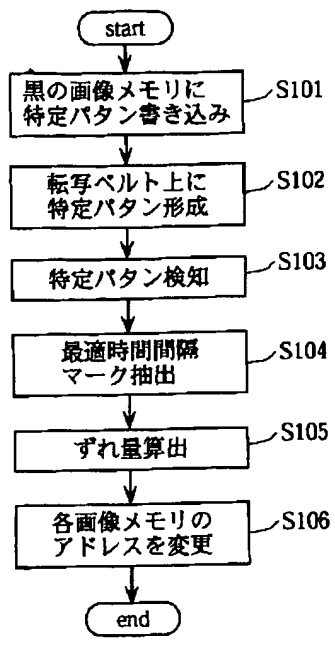 start
黒の画像メモリに
特定パタン書き込み
S101
転写ベルト上に
特定パタン形成
S102
特定パタン検知
S103
最適時間間隔
マーク抽出
S104
ずれ量算出
S105
各画像メモリの
アドレスを変更
S106
end